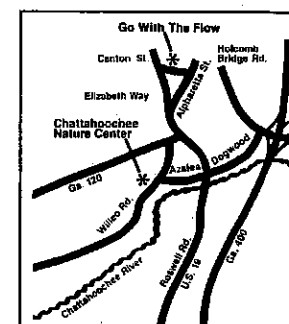 Go With The Flow
Canton St.
Holcomb
Bridge Rd.
Alpharetta St.
Elizabeth Way
Chattahoochee
Nature Center
Dogwood
Azalea
Ga. 120
Willeo Rd.
Chattahoochee River
Roswell Rd.
U.S. 19
Ga. 400